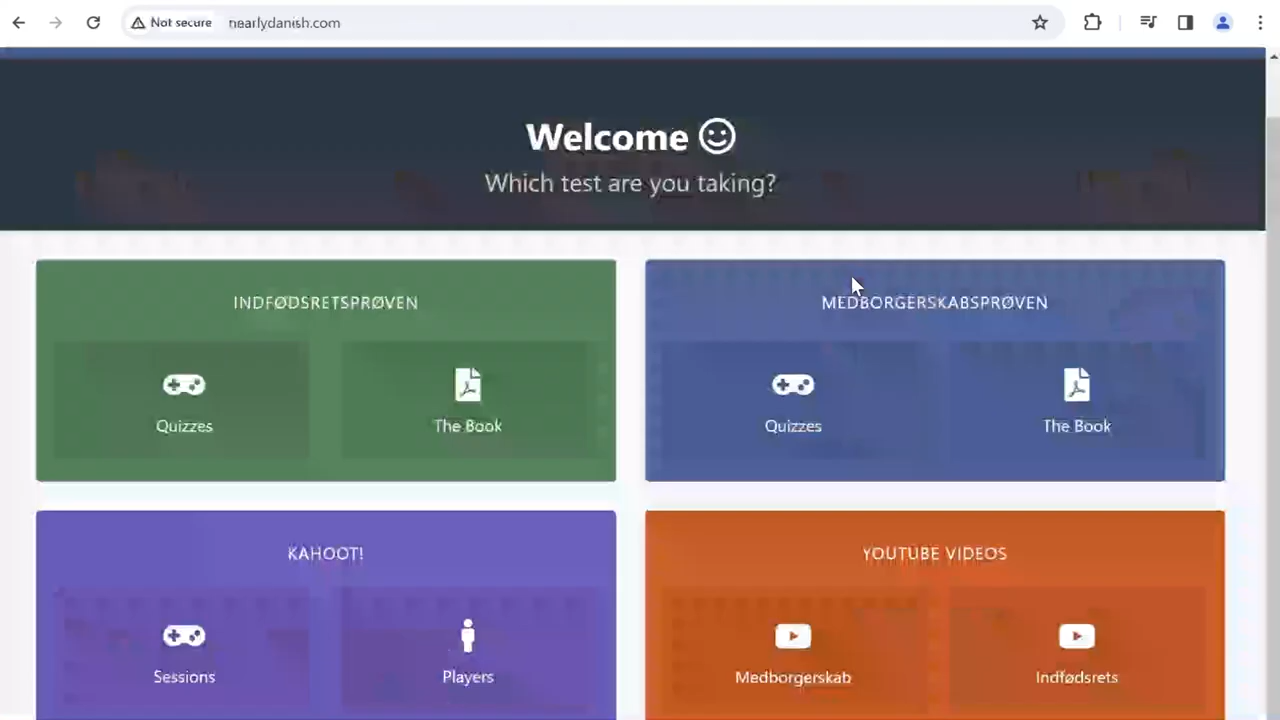 Not secure nearlydanish.com
Welcome
Which test are you taking?
INDFØDSRETSPRØVEN
Quizzes
The Book
MEDBORGERSKABSPRØVEN
Quizzes
The Book
KAHOOT!
Sessions
Players
YOUTUBE VIDEOS
Medborgerskab
Indfødsrets